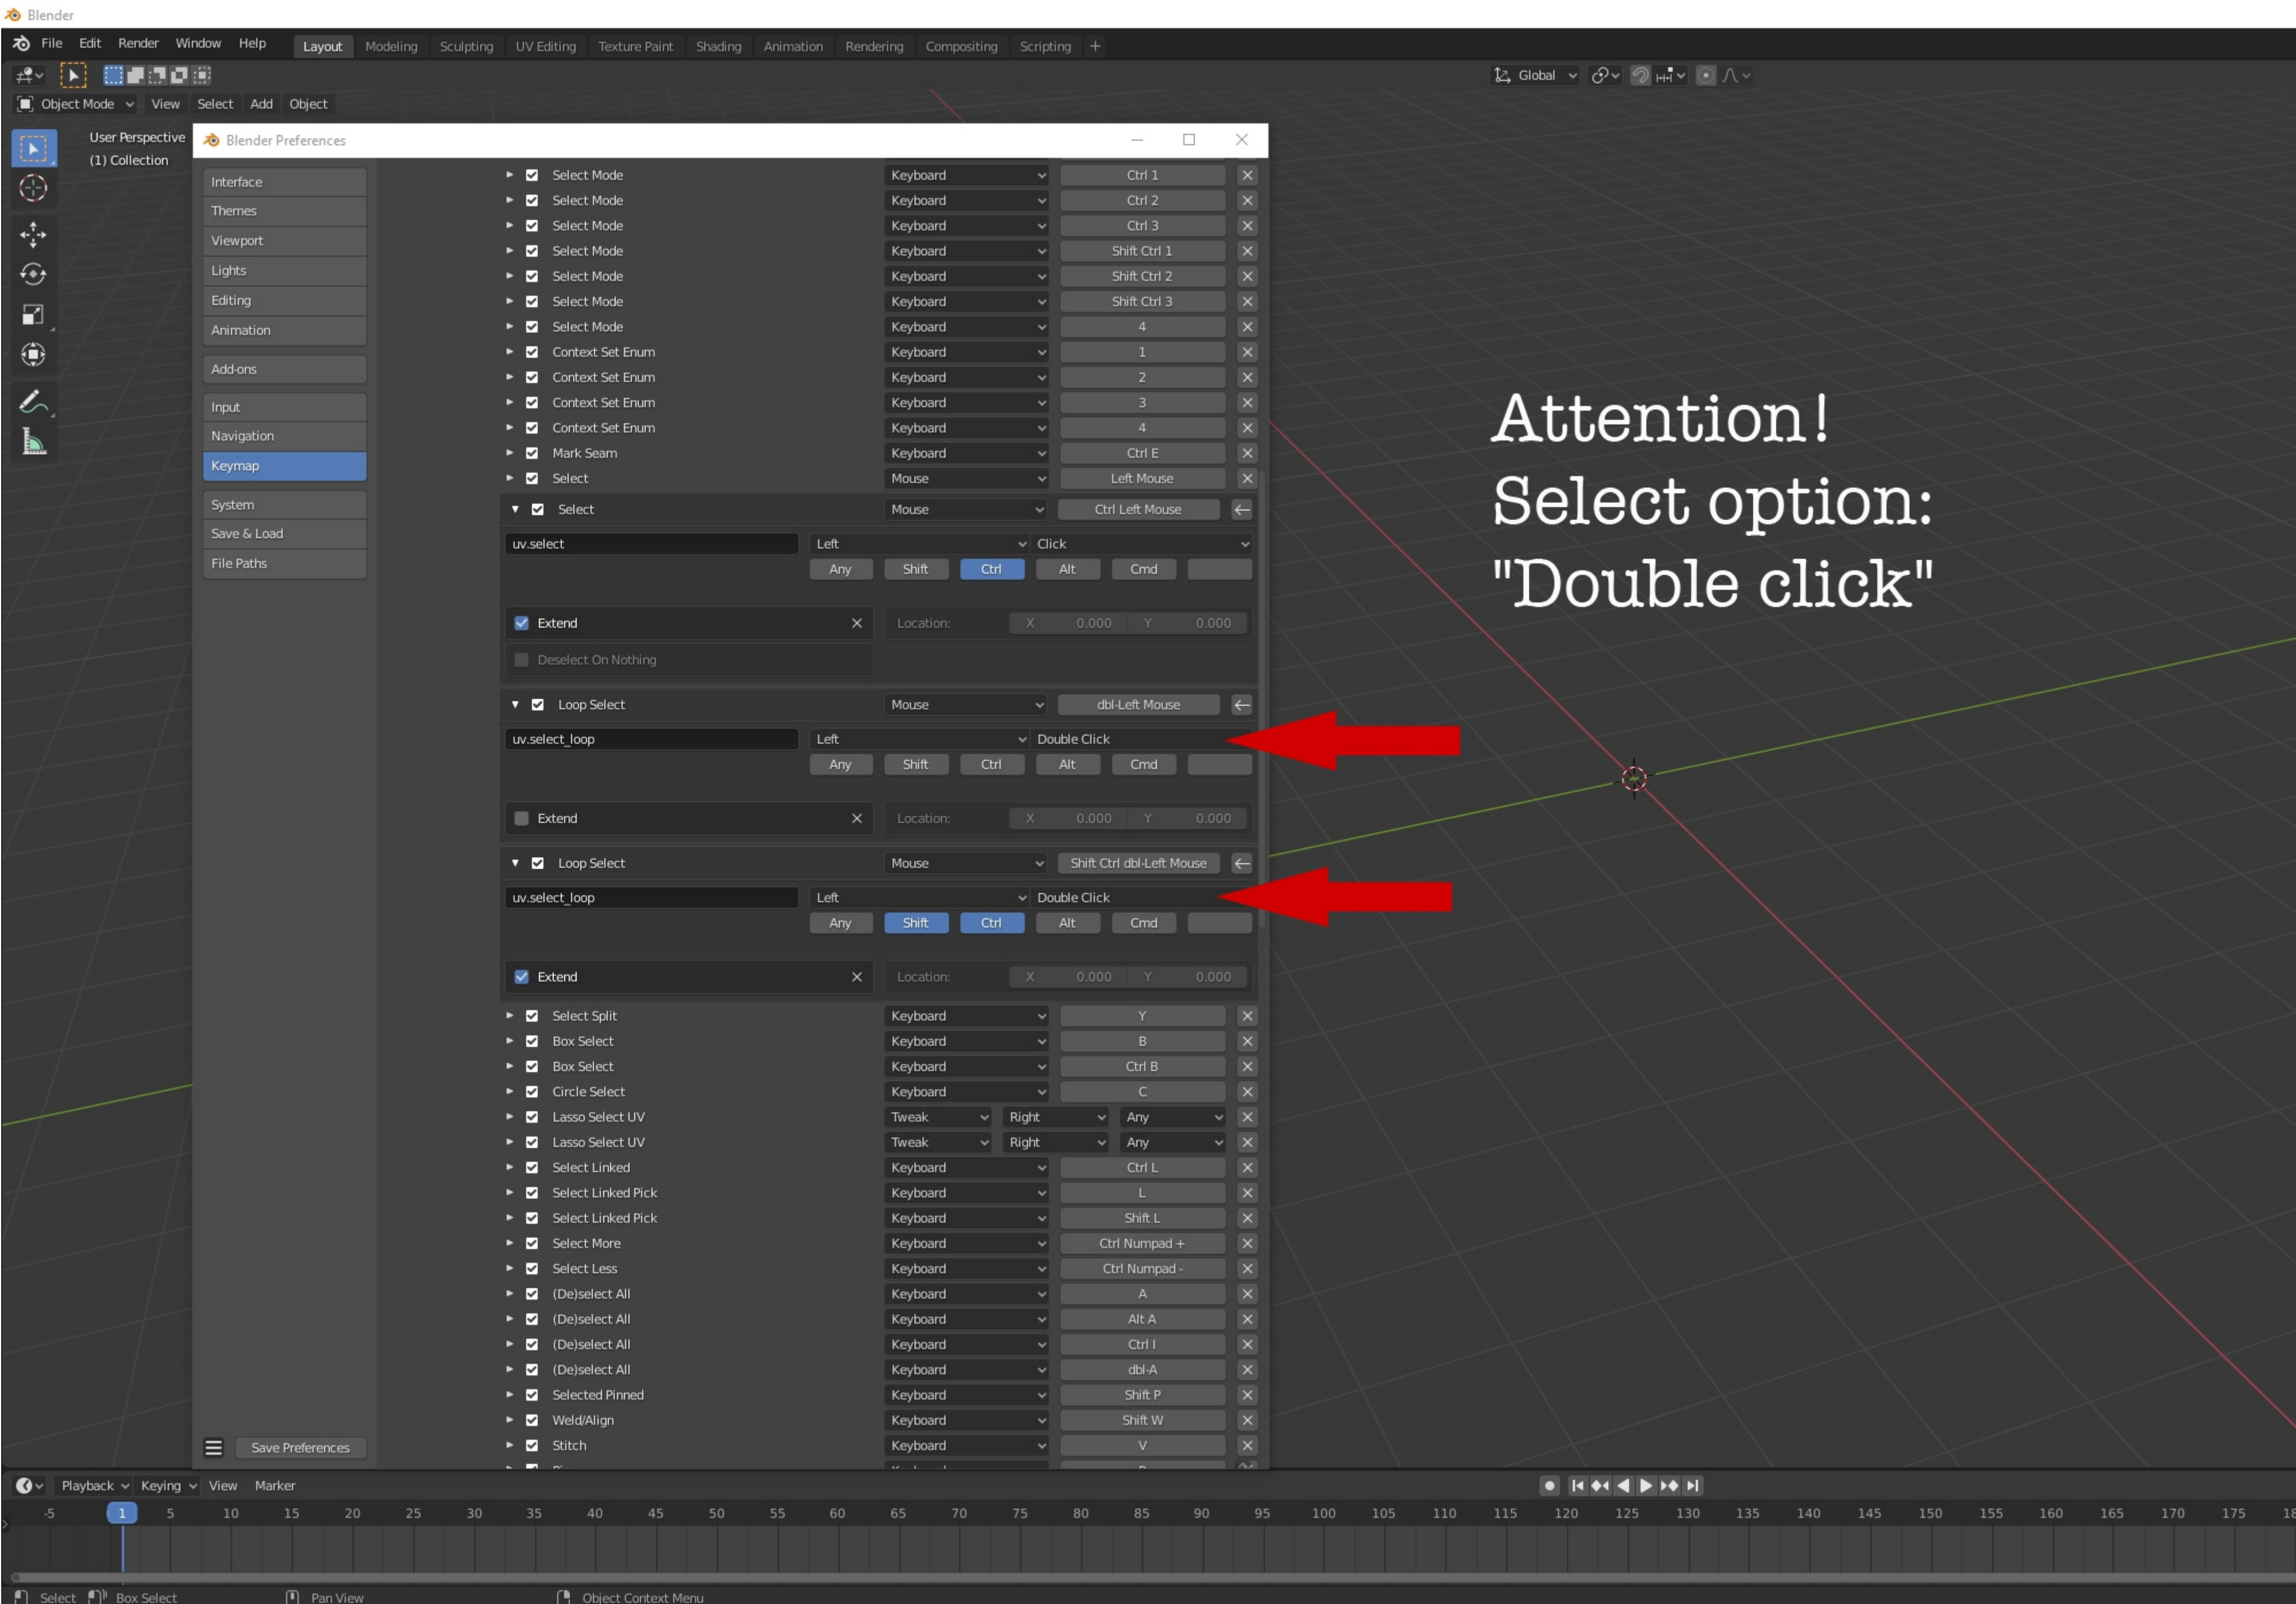 Blender
File Edit Render Window Help Layout Modeling Sculpting UV Editing Texture Paint Shading Animation Rendering Compositing Scripting +
Global
Object Mode View Select Add Object
User Perspective
(1) Collection
Blender Preferences
Interface
Themes
Viewport
Lights
Editing
Animation
Add-ons
Input
Navigation
Keymap
System
Save & Load
File Paths
Save Preferences
Select Mode Keyboard Ctrl 1
Select Mode Keyboard Ctrl 2
Select Mode Keyboard Ctrl 3
Select Mode Keyboard Shift Ctrl 1
Select Mode Keyboard Shift Ctrl 2
Select Mode Keyboard Shift Ctrl 3
Select Mode Keyboard 4
Context Set Enum Keyboard 1
Context Set Enum Keyboard 2
Context Set Enum Keyboard 3
Context Set Enum Keyboard 4
Mark Seam Keyboard Ctrl E
Select Mouse Left Mouse
Select Mouse Ctrl Left Mouse
uv.select Left Click
Any Shift Ctrl Alt Cmd
Extend Location: X 0.000 Y 0.000
Deselect On Nothing
Loop Select Mouse dbl-Left Mouse
uv.select_loop Left Double Click
Any Shift Ctrl Alt Cmd
Extend Location: X 0.000 Y 0.000
Loop Select Mouse Shift Ctrl dbl-Left Mouse
uv.select_loop Left Double Click
Any Shift Ctrl Alt Cmd
Extend Location: X 0.000 Y 0.000
Select Split Keyboard Y
Box Select Keyboard B
Box Select Keyboard Ctrl B
Circle Select Keyboard C
Lasso Select UV Tweak Right Any
Lasso Select UV Tweak Right Any
Select Linked Keyboard Ctrl L
Select Linked Pick Keyboard L
Select Linked Pick Keyboard Shift L
Select More Keyboard Ctrl Numpad +
Select Less Keyboard Ctrl Numpad -
(De)select All Keyboard A
(De)select All Keyboard Alt A
(De)select All Keyboard Ctrl I
(De)select All Keyboard dbl-A
Selected Pinned Keyboard Shift P
Weld/Align Keyboard Shift W
Stitch Keyboard V
Attention!
Select option:
"Double click"
Playback Keying View Marker
-5 1 5 10 15 20 25 30 35 40 45 50 55 60 65 70 75 80 85 90 95 100 105 110 115 120 125 130 135 140 145 150 155 160 165 170 175
Select Box Select Pan View Object Context Menu